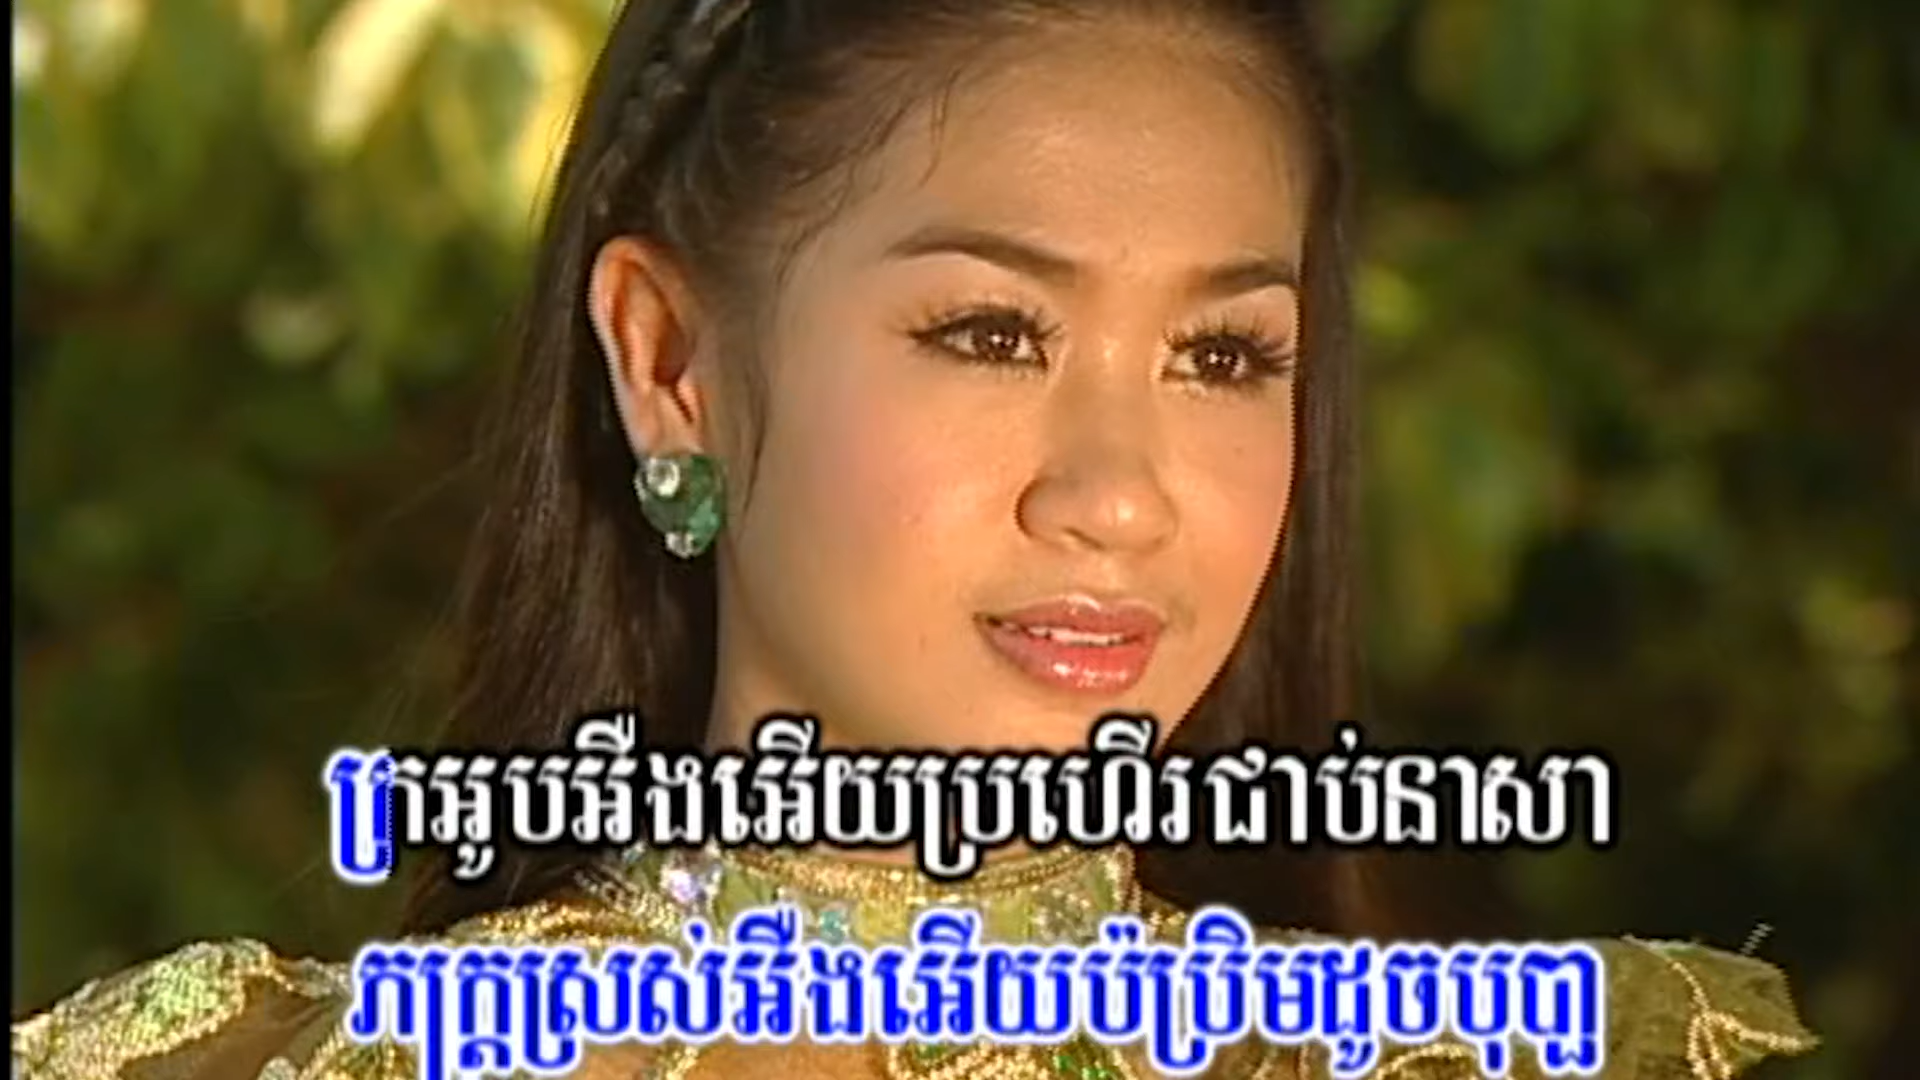 ក្រអូបអឺងអើយប្រហើរជាប់នាសា
ភក្ត្រស្រស់អឺងអើយប៉ប្រិមដូចបុប្ផា